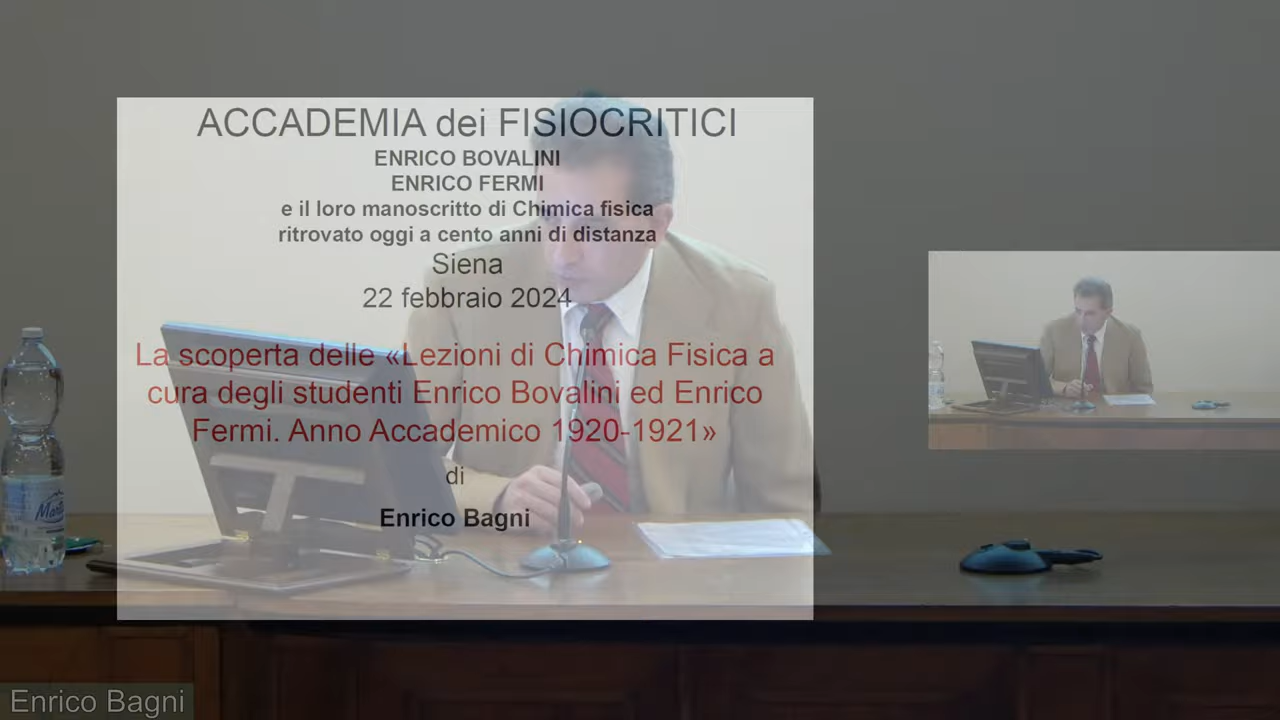 ACCADEMIA dei FISIOCRITICI
ENRICO BOVALINI
ENRICO FERMI
e il loro manoscritto di Chimica fisica
ritrovato oggi a cento anni di distanza
Siena
22 febbraio 2024
La scoperta delle «Lezioni di Chimica Fisica a
cura degli studenti Enrico Bovalini ed Enrico
Fermi. Anno Accademico 1920-1921»
di
Enrico Bagni
Enrico Bagni